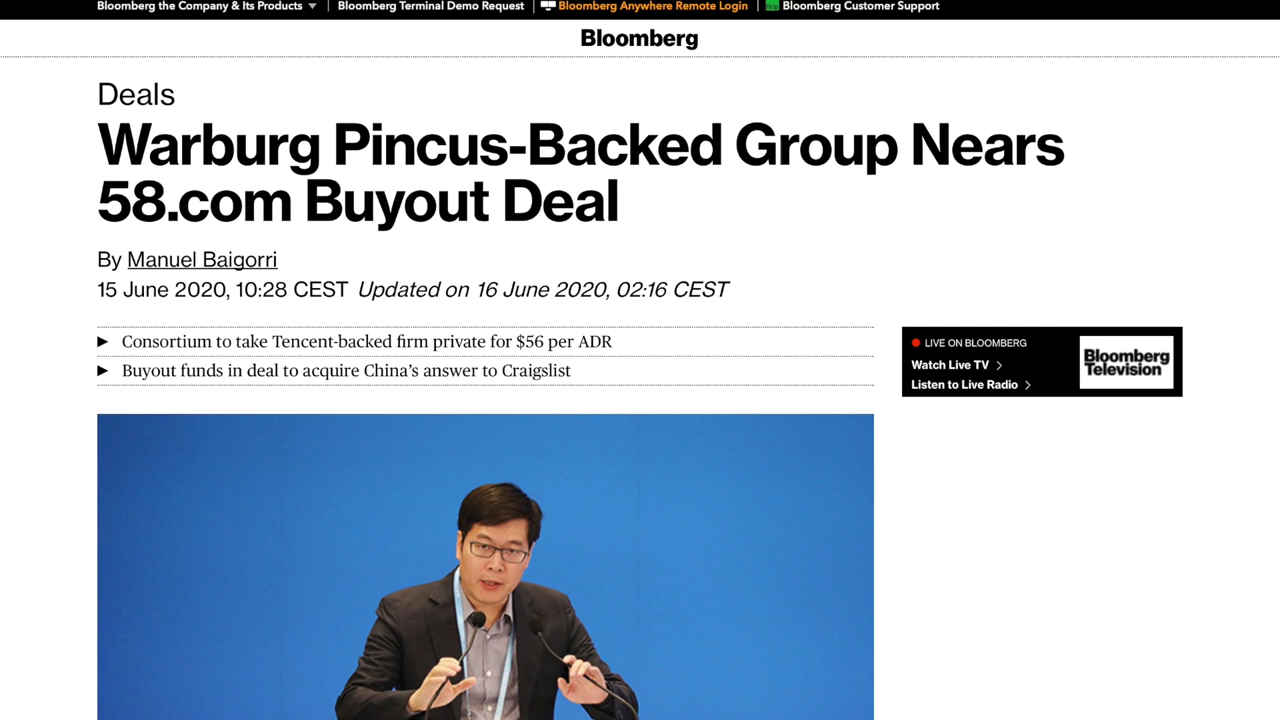 Bloomberg the Company & Its Products
Bloomberg Terminal Demo Request
Bloomberg Anywhere Remote Login
Bloomberg Customer Support
Bloomberg
Deals
Warburg Pincus-Backed Group Nears
58.com Buyout Deal
By Manuel Baigorri
15 June 2020, 10:28 CEST Updated on 16 June 2020, 02:16 CEST
Consortium to take Tencent-backed firm private for $56 per ADR
Buyout funds in deal to acquire China's answer to Craigslist
LIVE ON BLOOMBERG
Watch Live TV
Listen to Live Radio
Bloomberg
Television